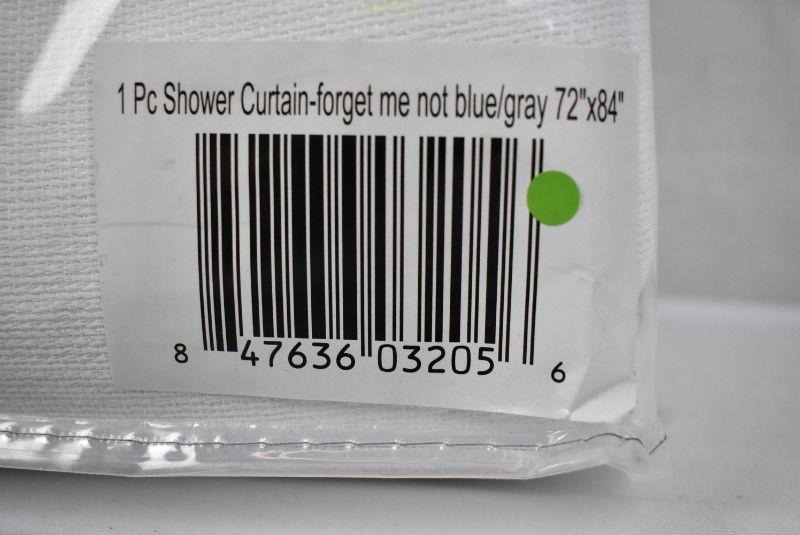 1 Pc Shower Curtain-forget me not blue/gray 72"x84"
8 47636 03205 6